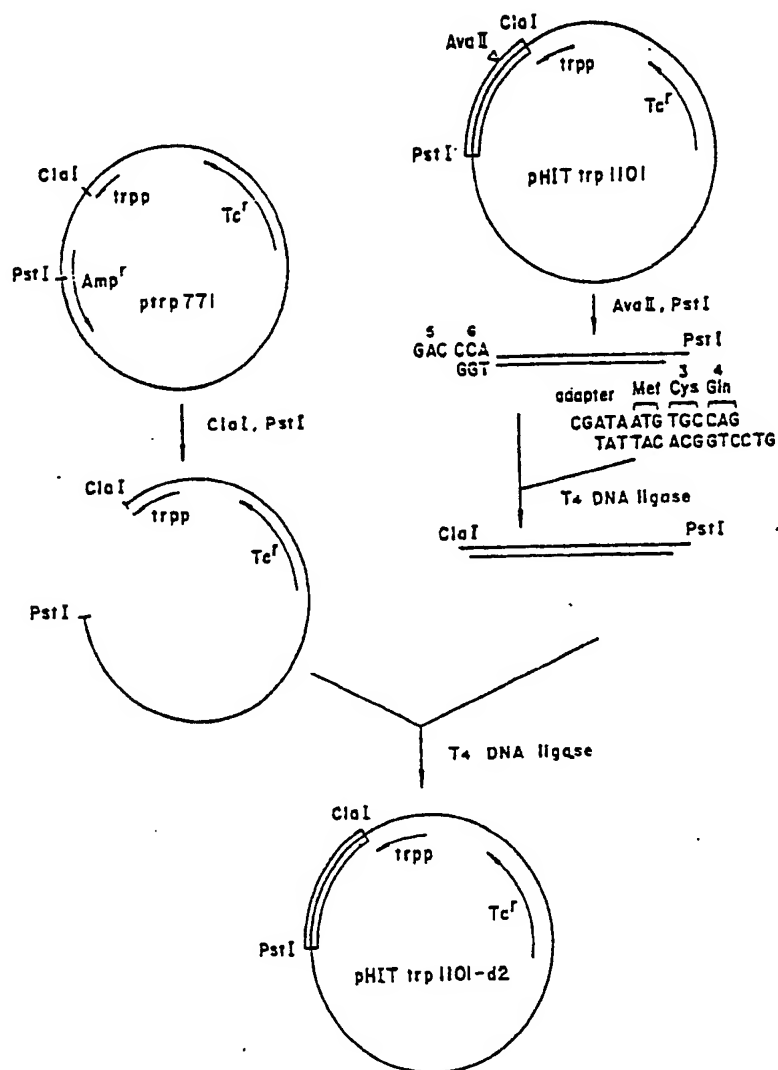 ClaI
AvaII
trpp
Tcr
PstI
pHIT trp 1101
ClaI
trpp
Tcr
PstI
Ampr
ptrp 771
AvaII, PstI
5 6
GAC CCA
GGT
PstI
3 4
adapter Met Cys Gln
CGATA ATG TGC CAG
TAT TAC ACG GTCCTG
ClaI, PstI
T4 DNA ligase
ClaI
PstI
ClaI
trpp
Tcr
PstI
T4 DNA ligase
ClaI
trpp
Tcr
PstI
pHIT trp 1101-d2